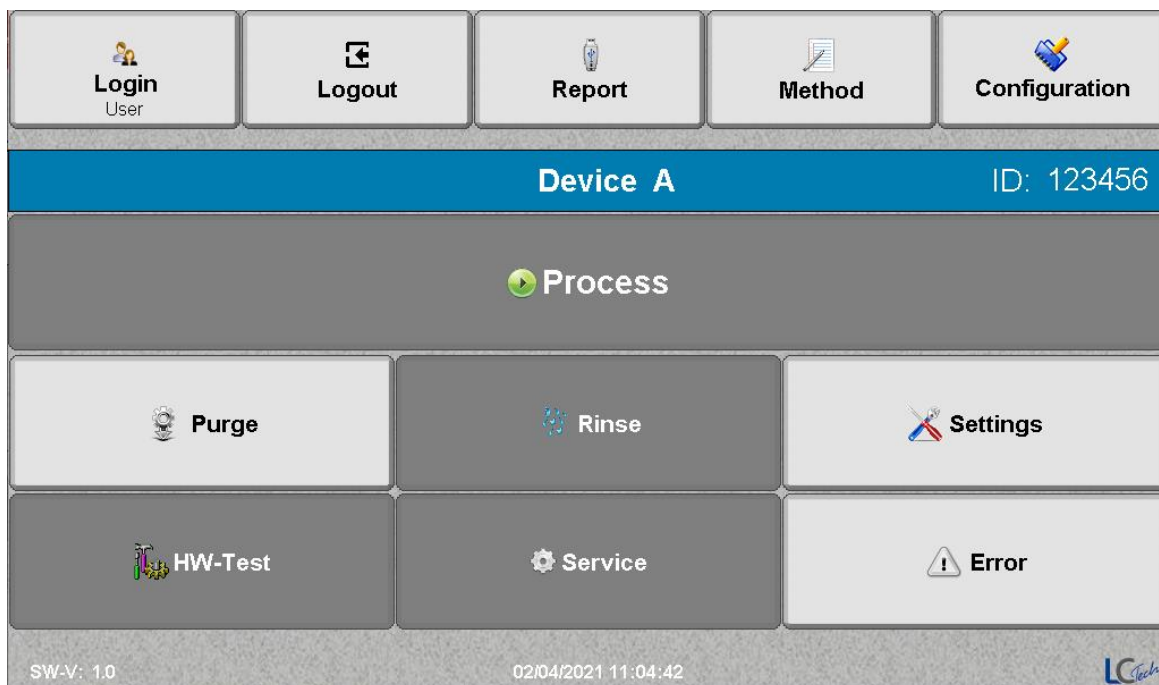 Login
User
Logout
Report
Method
Configuration
Device A
ID: 123456
Process
Purge
Rinse
Settings
HW-Test
Service
Error
SW-V: 1.0
02/04/2021 11:04:42
LCTech